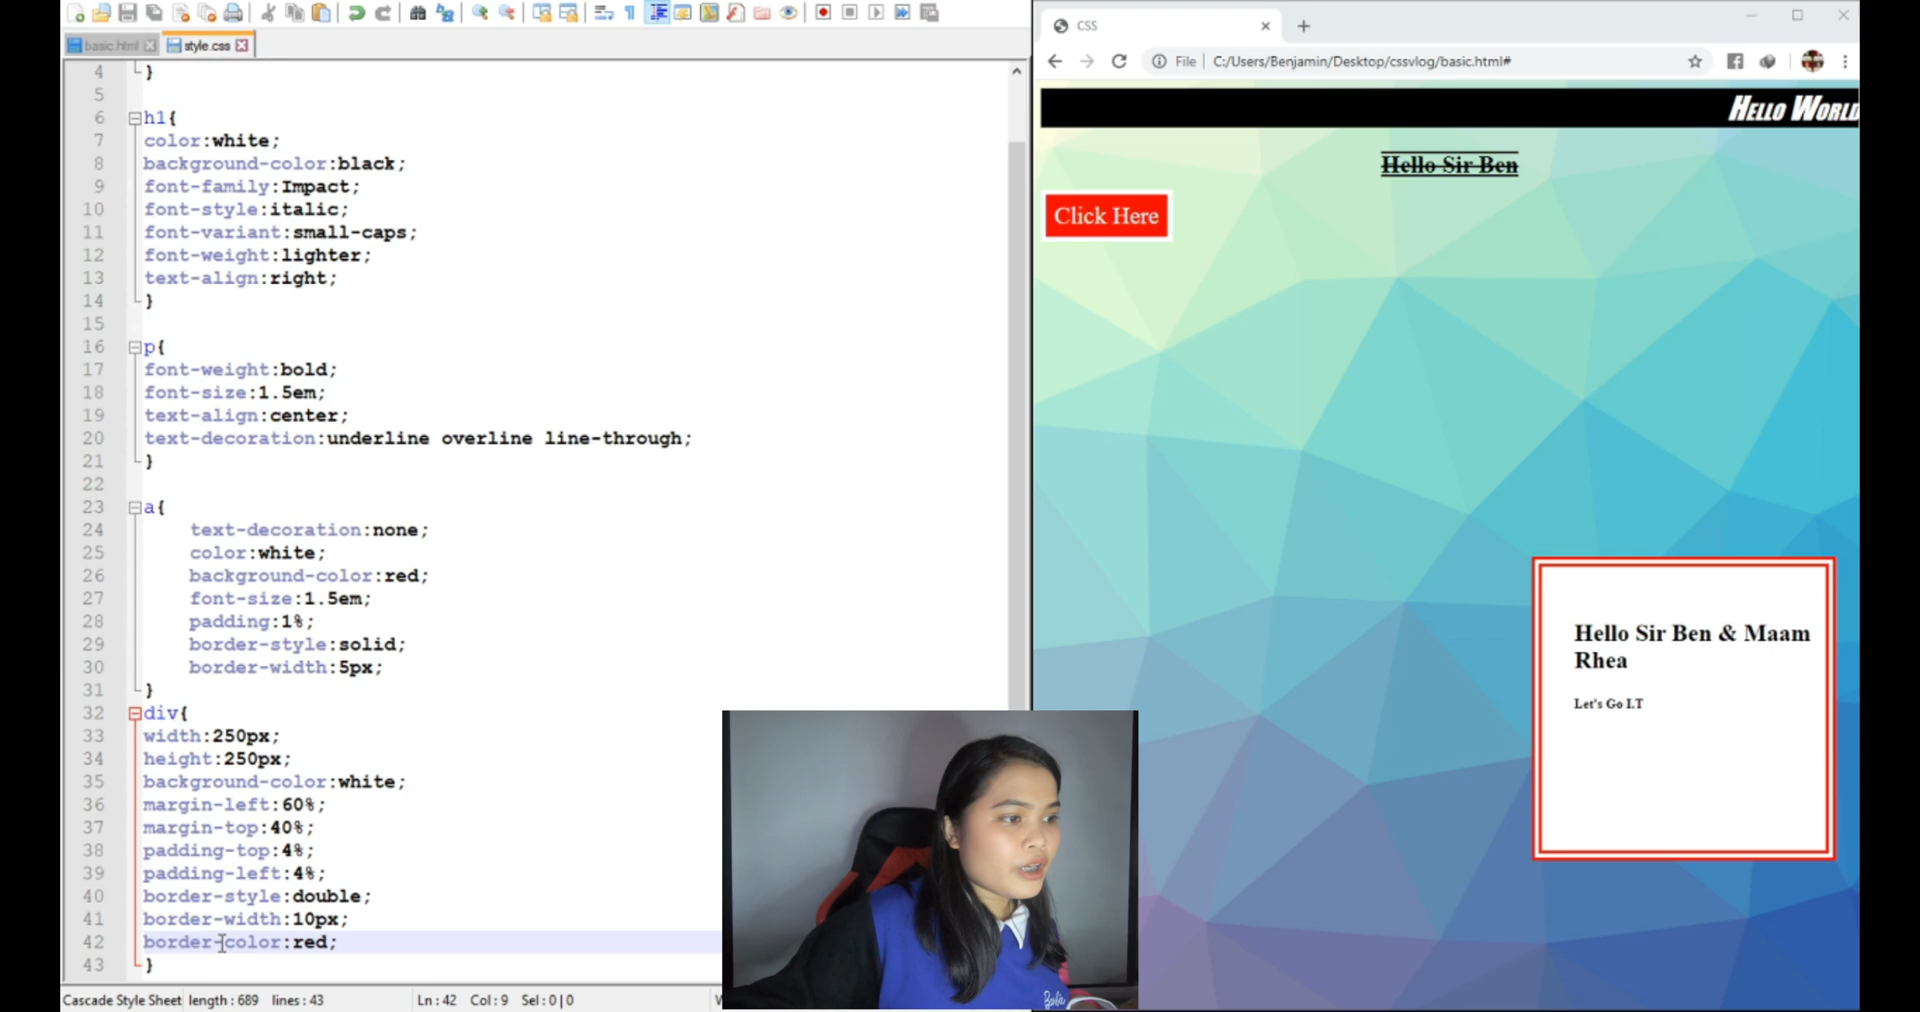 basic.html
style.css
4 }
5
6 h1{
7 color:white;
8 background-color:black;
9 font-family:Impact;
10 font-style:italic;
11 font-variant:small-caps;
12 font-weight:lighter;
13 text-align:right;
14 }
15
16 p{
17 font-weight:bold;
18 font-size:1.5em;
19 text-align:center;
20 text-decoration:underline overline line-through;
21 }
22
23 a{
24 text-decoration:none;
25 color:white;
26 background-color:red;
27 font-size:1.5em;
28 padding:1%;
29 border-style:solid;
30 border-width:5px;
31 }
32 div{
33 width:250px;
34 height:250px;
35 background-color:white;
36 margin-left:60%;
37 margin-top:40%;
38 padding-top:4%;
39 padding-left:4%;
40 border-style:double;
41 border-width:10px;
42 border-color:red;
43 }
Cascade Style Sheet length : 689 lines : 43 Ln : 42 Col : 9 Sel : 0 | 0
CSS
File C:/Users/Benjamin/Desktop/cssvlog/basic.html#
HELLO WORLD
Hello Sir Ben
Click Here
Hello Sir Ben & Maam
Rhea
Let's Go I.T